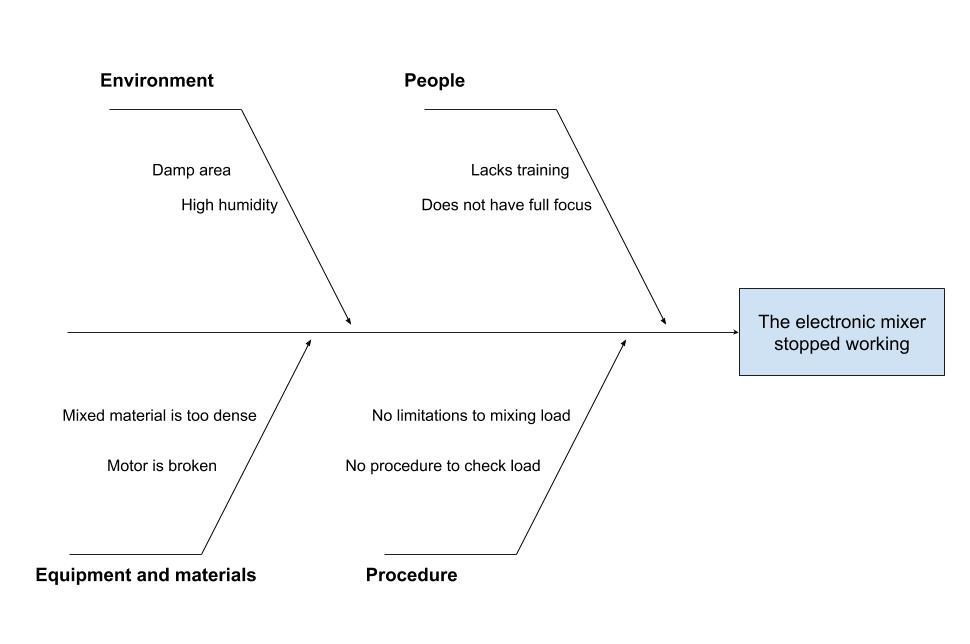 Environment
People
Damp area
Lacks training
High humidity
Does not have full focus
The electronic mixer
stopped working
Mixed material is too dense
No limitations to mixing load
Motor is broken
No procedure to check load
Equipment and materials
Procedure